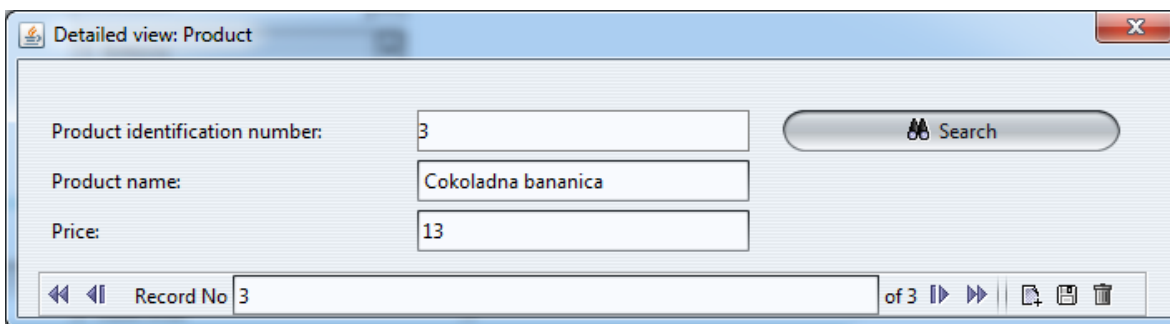 Detailed view: Product
Product identification number: 3 Search
Product name: Cokoladna bananica
Price: 13
Record No 3 of 3